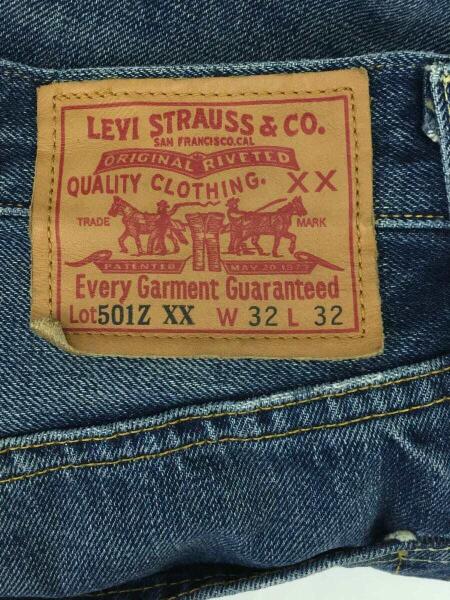 LEVI STRAUSS & CO.
SAN FRANCISCO.CAL
ORIGINAL RIVETED
QUALITY CLOTHING. XX
TRADE MARK
PATENTED MAY 20 1873
Every Garment Guaranteed
Lot 501Z XX W 32 L 32